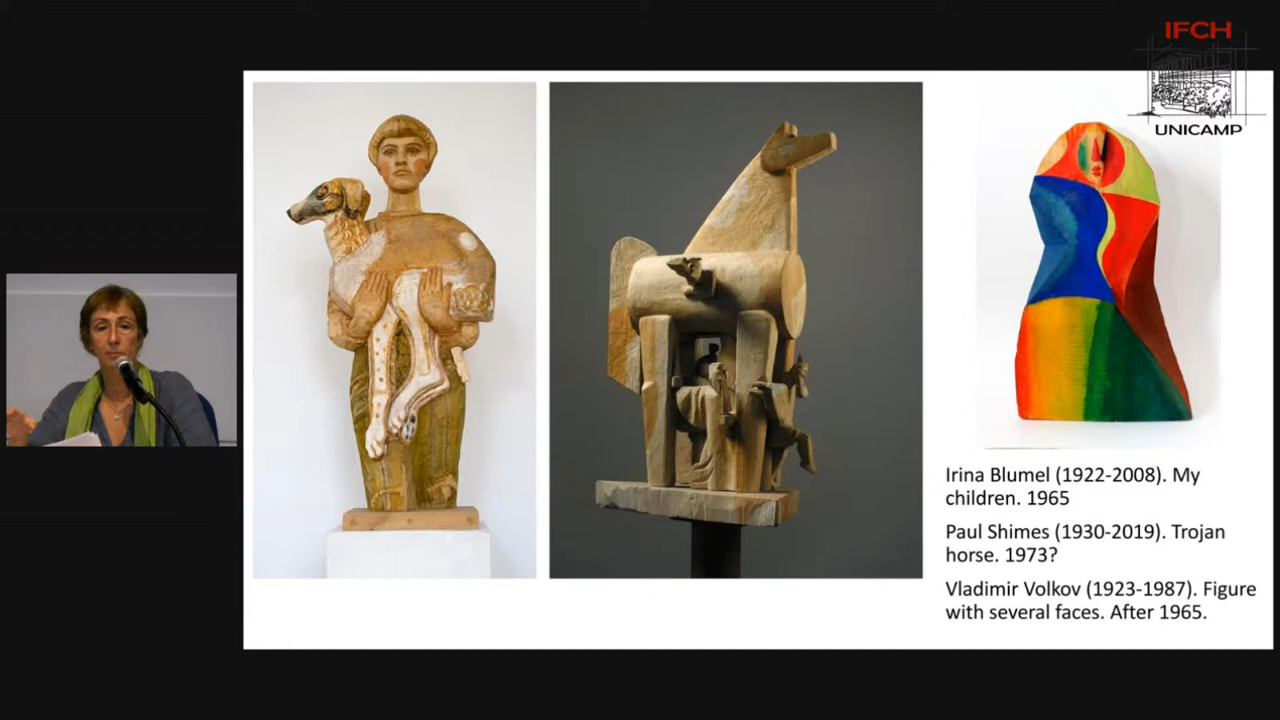 IFCH
UNICAMP
Irina Blumel (1922-2008). My
children. 1965
Paul Shimes (1930-2019). Trojan
horse. 1973?
Vladimir Volkov (1923-1987). Figure
with several faces. After 1965.